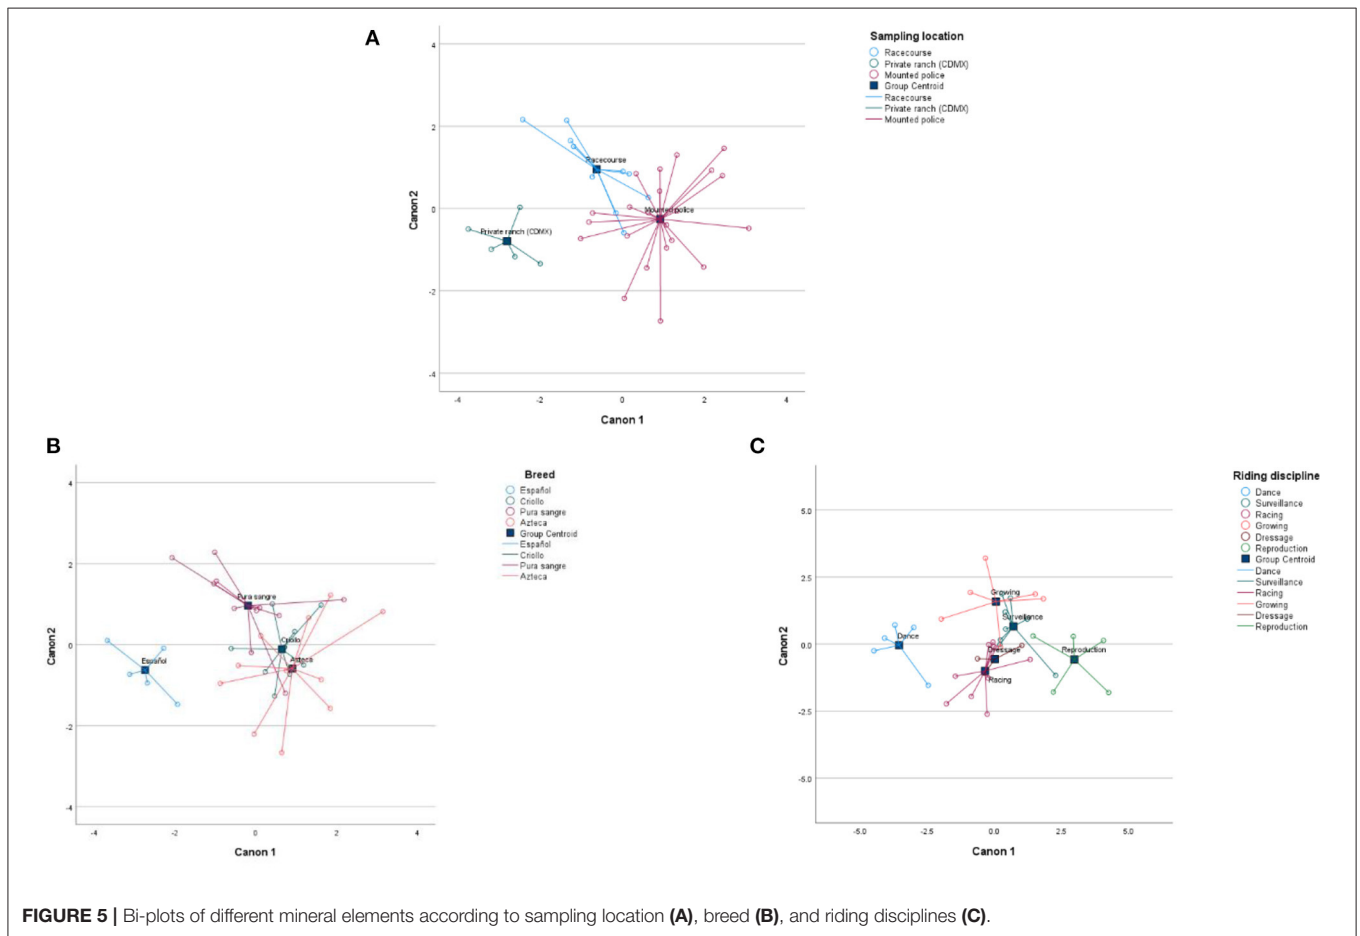 A
Sampling location
Racecourse
Private ranch (CDMX)
Mounted police
Group Centroid
Racecourse
Private ranch (CDMX)
Mounted police
4
2
0
-2
-4
Canon 2
Racecourse
Mounted police
Private ranch (CDMX)
-4 -2 0 2 4
Canon 1
B
Breed
Español
Criollo
Pura sangre
Azteca
Group Centroid
Español
Criollo
Pura sangre
Azteca
4
2
0
-2
-4
Canon 2
Pura sangre
Criollo
Español
Azteca
-4 -2 0 2 4
Canon 1
C
Riding discipline
Dance
Surveillance
Racing
Growing
Dressage
Reproduction
Group Centroid
Dance
Surveillance
Racing
Growing
Dressage
Reproduction
5.0
2.5
0.0
-2.5
-5.0
Canon 2
Growing
Surveillance
Dance
Dressage
Reproduction
Racing
-5.0 -2.5 0.0 2.5 5.0
Canon 1
FIGURE 5 | Bi-plots of different mineral elements according to sampling location (A), breed (B), and riding disciplines (C).